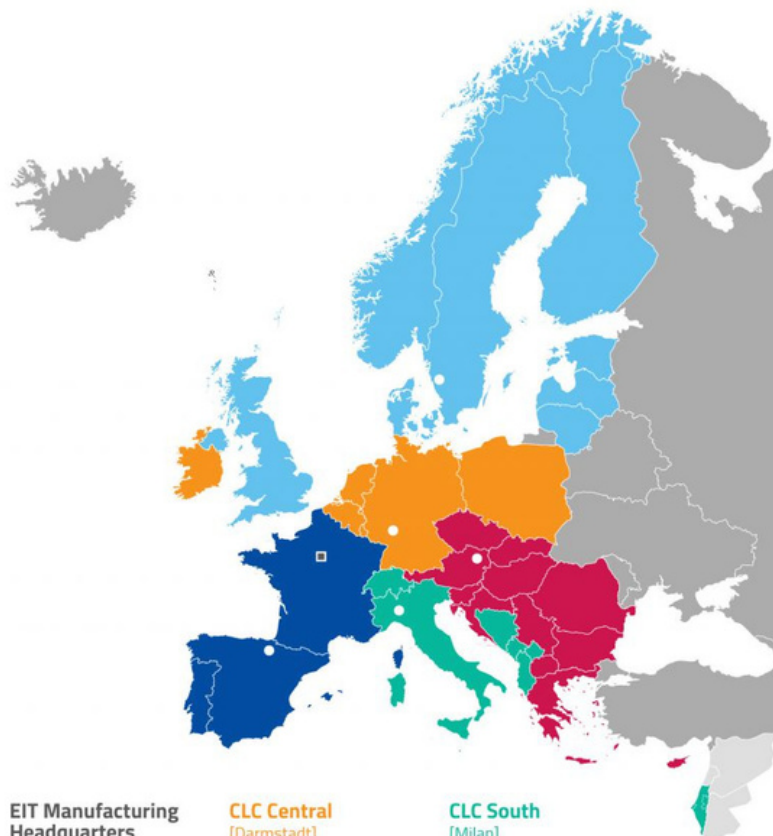 EIT Manufacturing
Headquarters
CLC Central
[Darmstadt]
CLC South
[Milan]